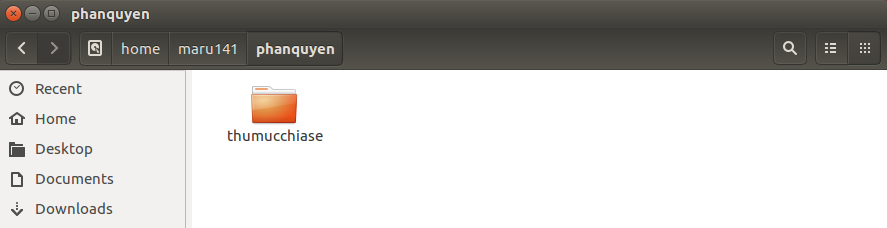 phanquyen
home maru141 phanquyen
Recent
Home
Desktop
Documents
Downloads
thumucchiase